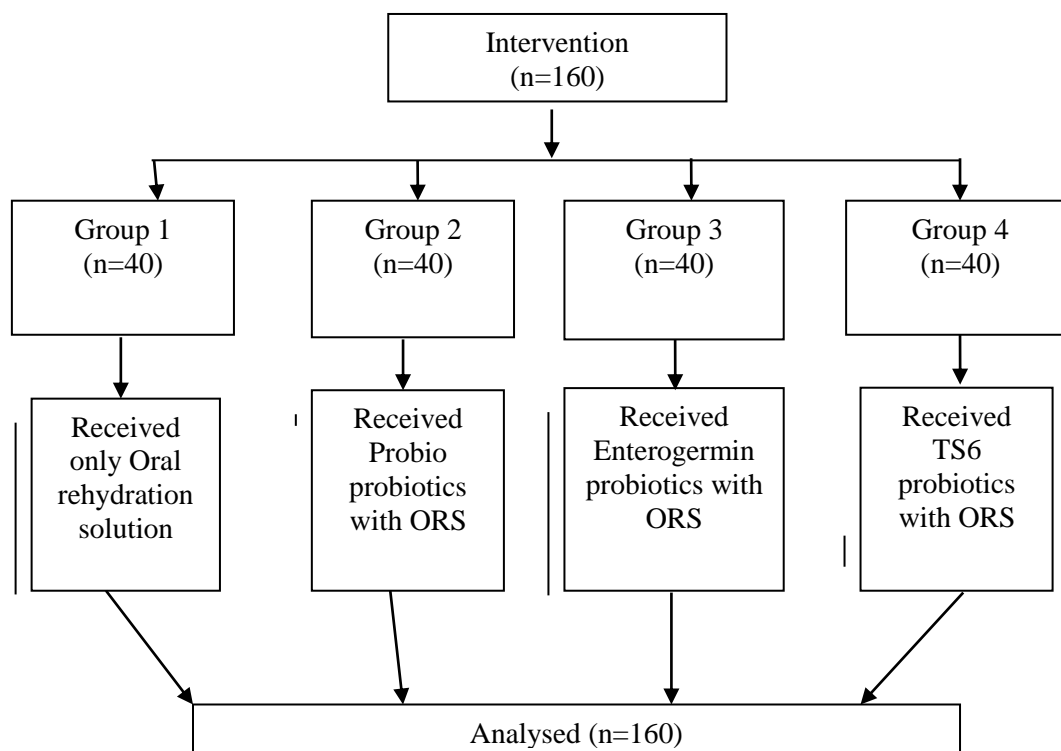 Intervention
(n=160)
Group 1
(n=40)
Group 2
(n=40)
Group 3
(n=40)
Group 4
(n=40)
Received
only Oral
rehydration
solution
Received
Probio
probiotics
with ORS
Received
Enterogermin
probiotics with
ORS
Received
TS6
probiotics
with ORS
Analysed (n=160)